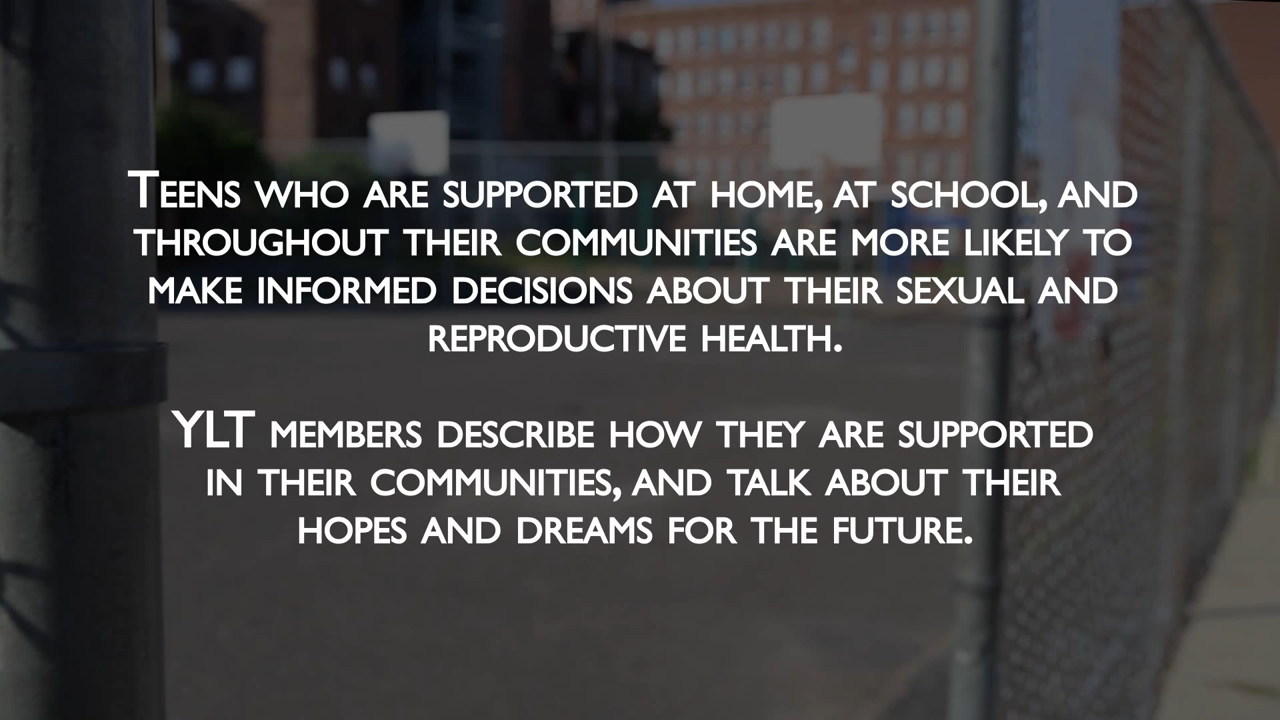 Teens who are supported at home, at school, and
throughout their communities are more likely to
make informed decisions about their sexual and
reproductive health.
YLT members describe how they are supported
in their communities, and talk about their
hopes and dreams for the future.